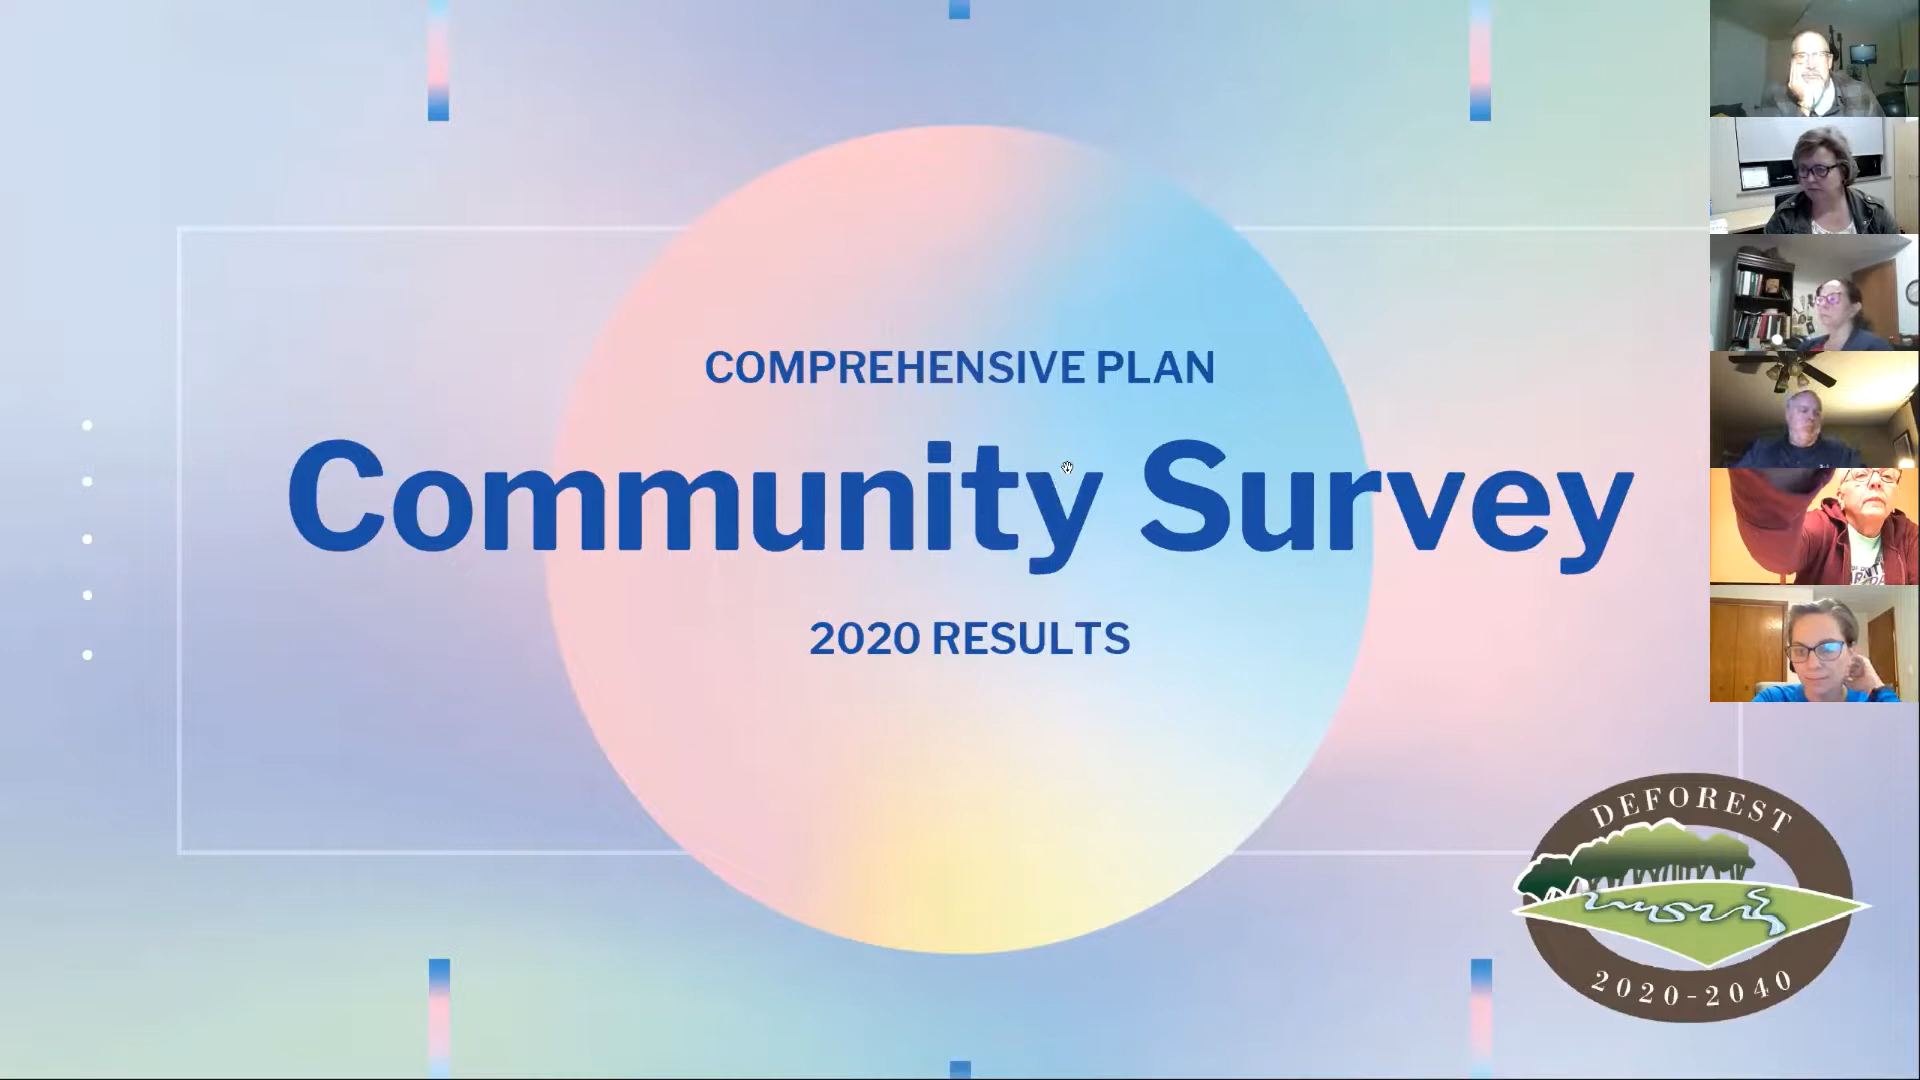 COMPREHENSIVE PLAN
Community Survey
2020 RESULTS
DEFOREST
2020-2040